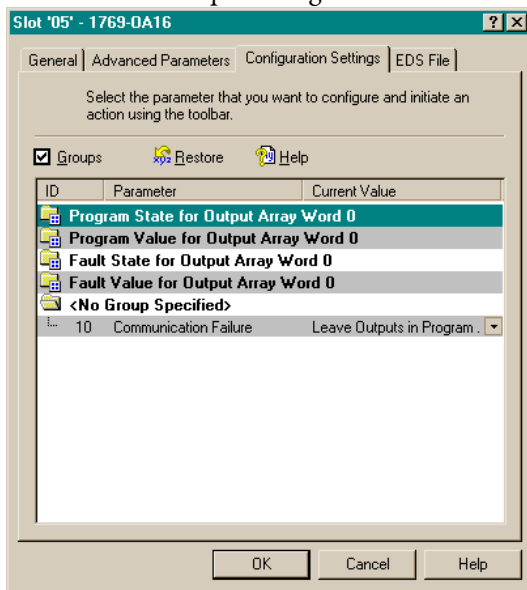 Slot '05' - 1769-OA16
General Advanced Parameters Configuration Settings EDS File
Select the parameter that you want to configure and initiate an
action using the toolbar.
Groups Restore Help
ID Parameter Current Value
Program State for Output Array Word 0
Program Value for Output Array Word 0
Fault State for Output Array Word 0
Fault Value for Output Array Word 0
<No Group Specified>
10 Communication Failure Leave Outputs in Program .
OK Cancel Help